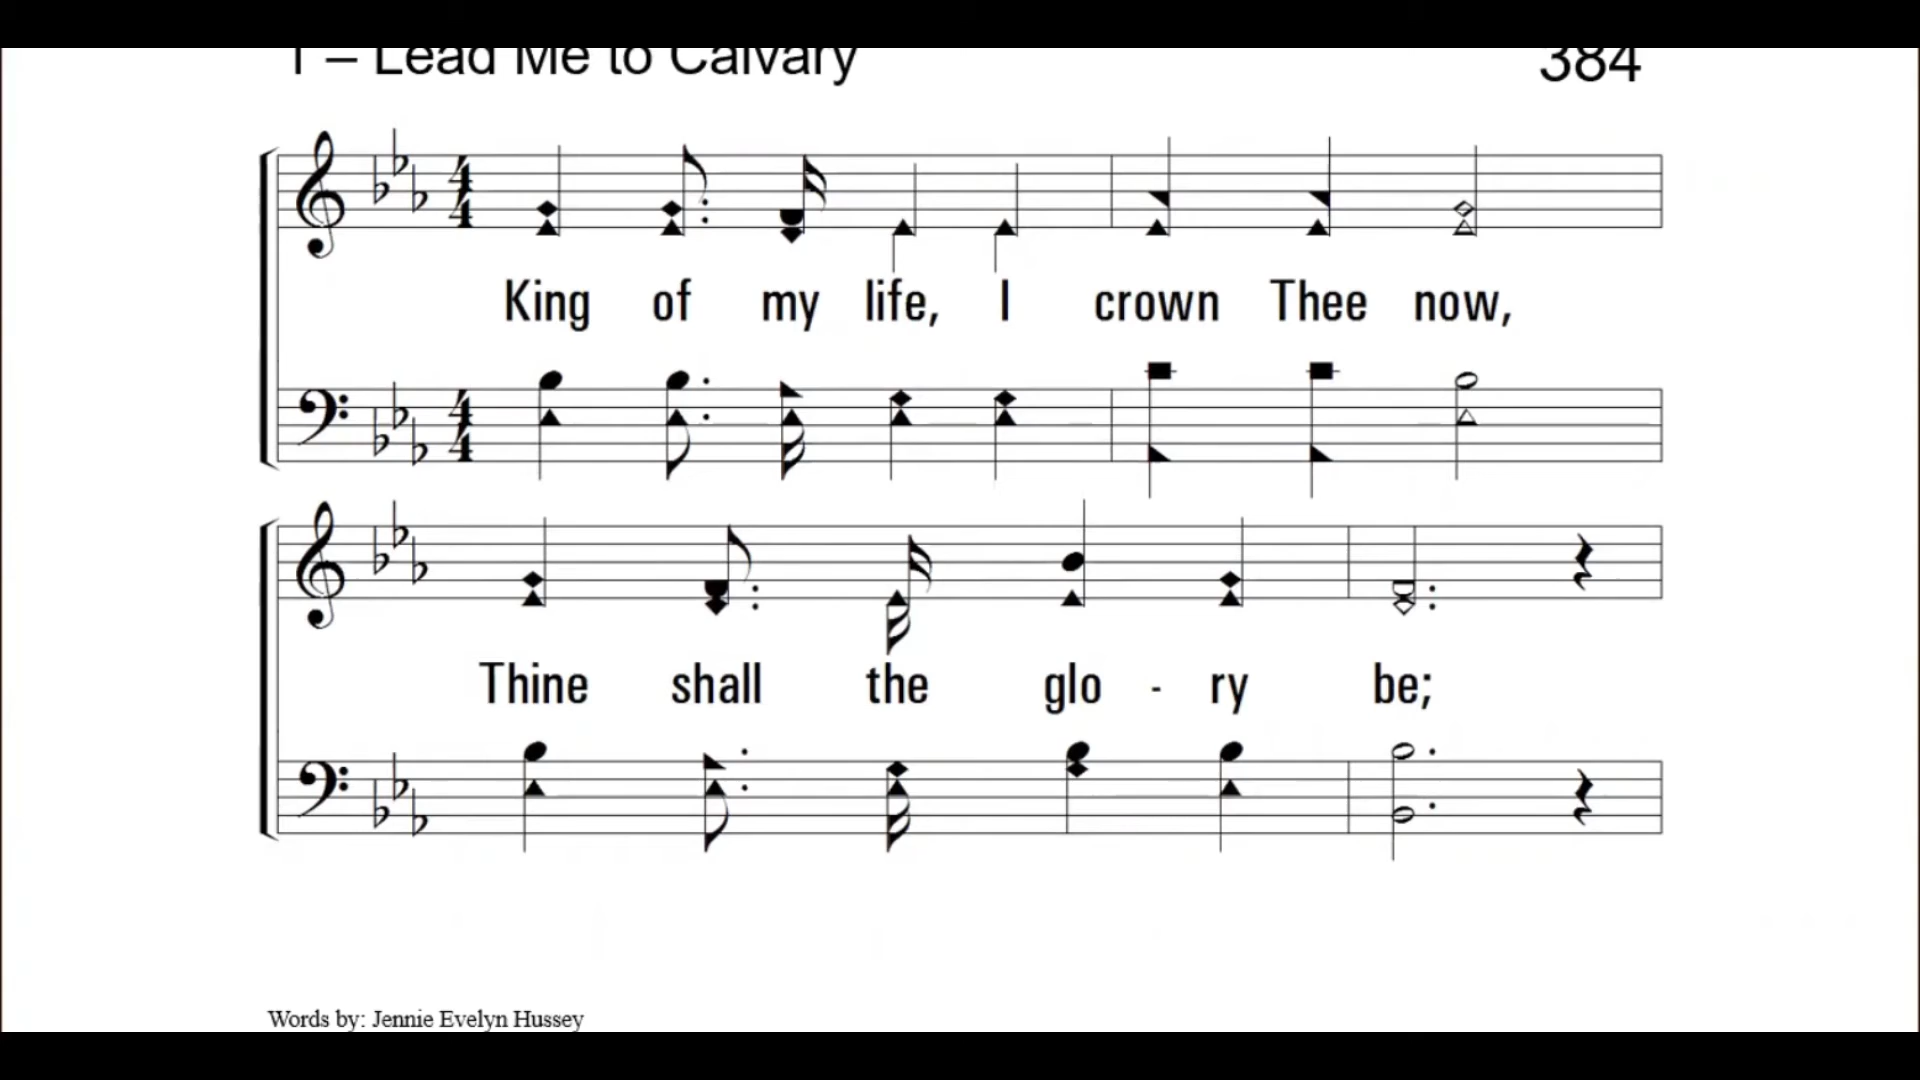 1 – Lead Me to Calvary 384
King of my life, I crown Thee now,
Thine shall the glo - ry be;
Words by: Jennie Evelyn Hussey